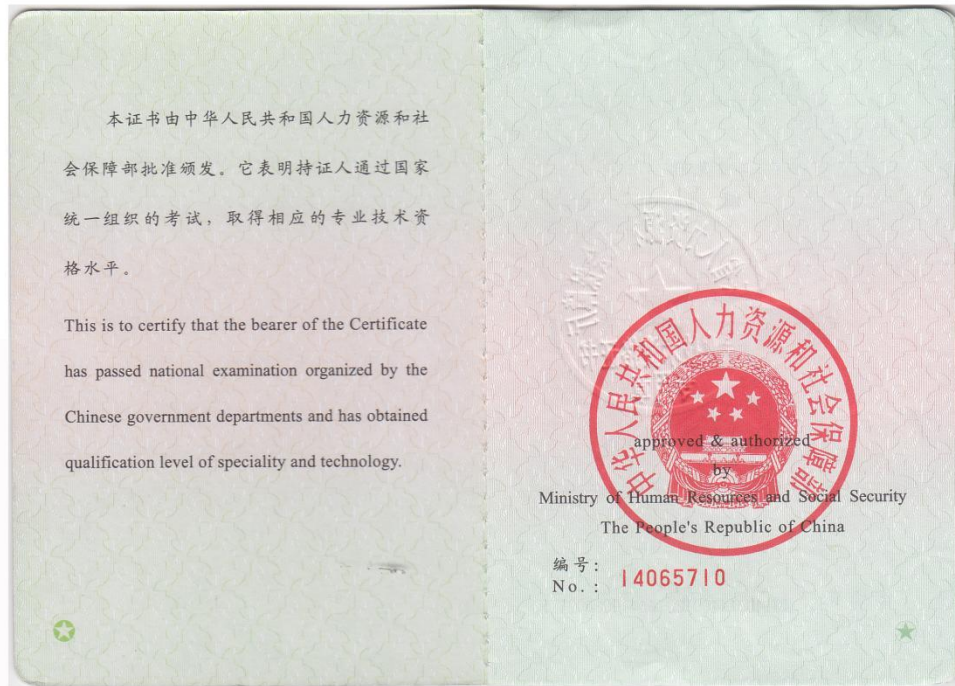 本证书由中华人民共和国人力资源和社
会保障部批准颁发。它表明持证人通过国家
统一组织的考试，取得相应的专业技术资
格水平。
This is to certify that the bearer of the Certificate
has passed national examination organized by the
Chinese government departments and has obtained
qualification level of speciality and technology.
中华人民共和国人力资源和社会保障部
approved & authorized
by
Ministry of Human Resources and Social Security
The People's Republic of China
编号：
No.：14065710